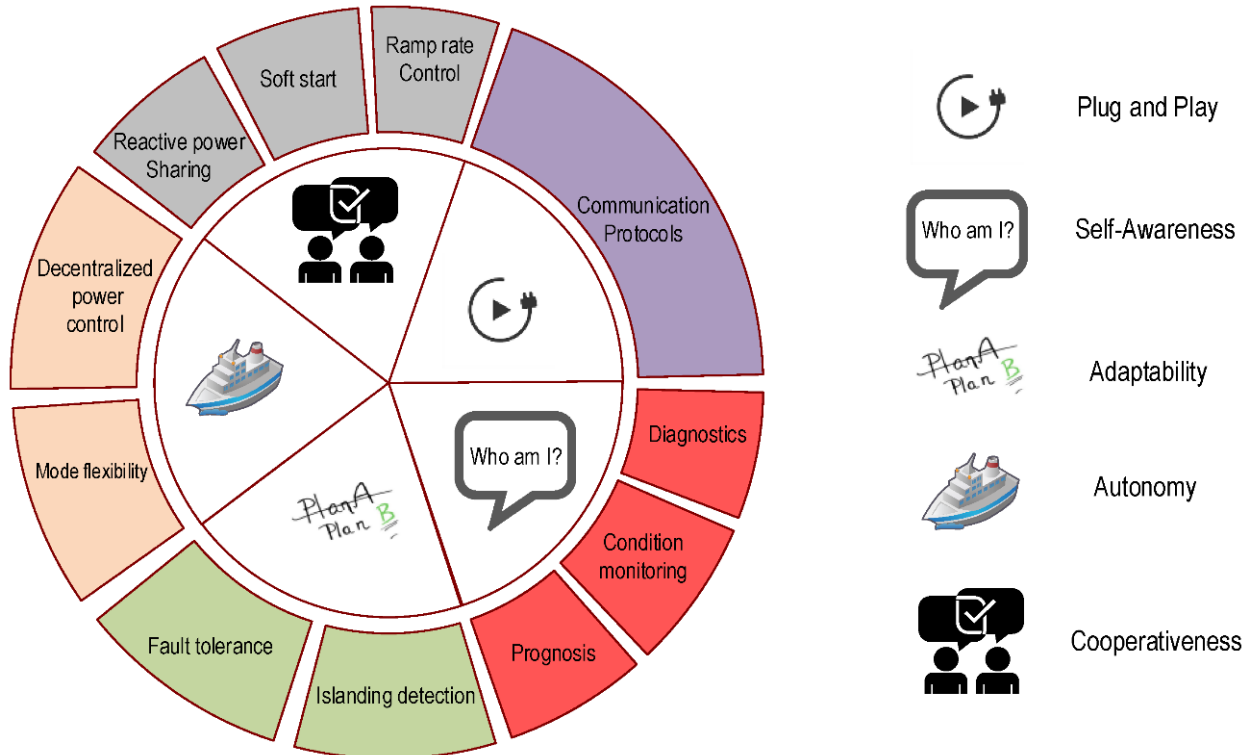 Ramp rate
Control
Soft start
Reactive power
Sharing
Communication
Protocols
Decentralized
power
control
Mode flexibility
Diagnostics
Who am I?
Plan A
Plan B
Condition
monitoring
Fault tolerance
Prognosis
Islanding detection
Plug and Play
Who am I?
Self-Awareness
Plan A
Plan B
Adaptability
Autonomy
Cooperativeness